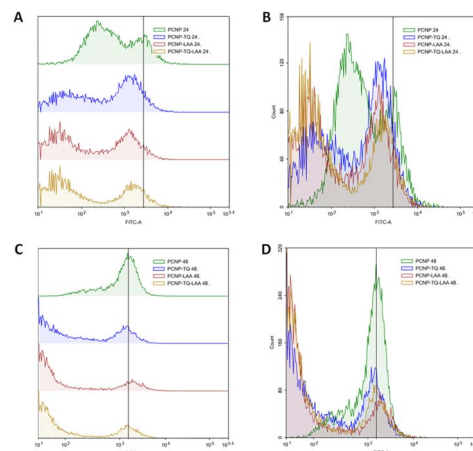 A
PCNP 24
PCNP-TQ 24 .
PCNP-LAA 24.
PCNP-TQ-LAA 24 .
10¹ 10² 10³ 10⁴ 10⁵ 10⁵·⁴
FITC-A
B
PCNP 24
PCNP-TQ 24 .
PCNP-LAA 24.
PCNP-TQ-LAA 24 .
158
120
80
40
0
Count
10¹ 10² 10³ 10⁴ 10⁵
FITC-A
C
PCNP 48
PCNP-TQ 48.
PCNP-LAA 48.
PCNP-TQ-LAA 48 .
10¹ 10² 10³ 10⁴ 10⁵ 10⁵·⁴
D
PCNP 48
PCNP-TQ 48.
PCNP-LAA 48.
PCNP-TQ-LAA 48 .
320
240
160
80
0
Count
10¹ 10² 10³ 10⁴ 10⁵